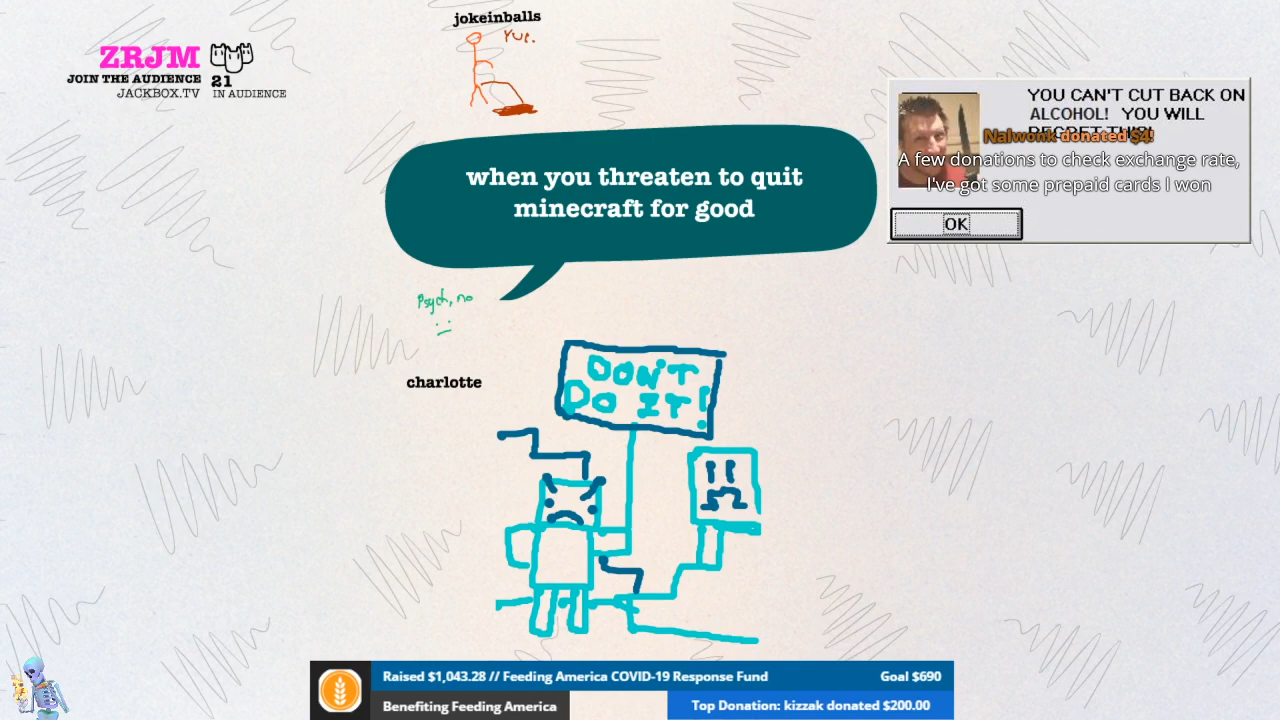 jokeinballs
Yup.
ZRJM
JOIN THE AUDIENCE
JACKBOX.TV
21
IN AUDIENCE
YOU CAN'T CUT BACK ON
ALCOHOL! YOU WILL
Nalwonk donated $4!
A few donations to check exchange rate,
I've got some prepaid cards I won
OK
when you threaten to quit
minecraft for good
Psych, no
charlotte
DON'T
DO IT!
Raised $1,043.28 // Feeding America COVID-19 Response Fund
Goal $690
Benefiting Feeding America
Top Donation: kizzak donated $200.00